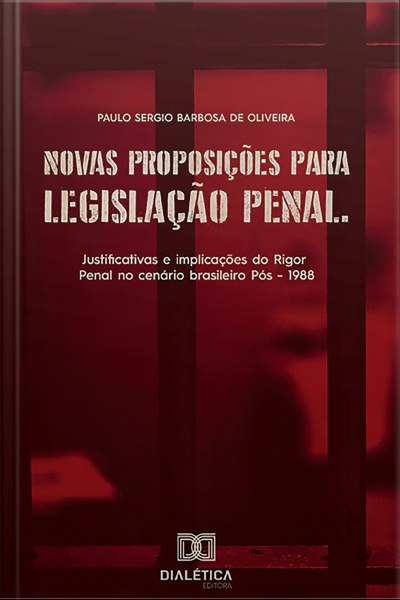 PAULO SERGIO BARBOSA DE OLIVEIRA
NOVAS PROPOSIÇÕES PARA
LEGISLAÇÃO PENAL.
Justificativas e implicações do Rigor
Penal no cenário brasileiro Pós - 1988
DIALÉTICA
EDITORA